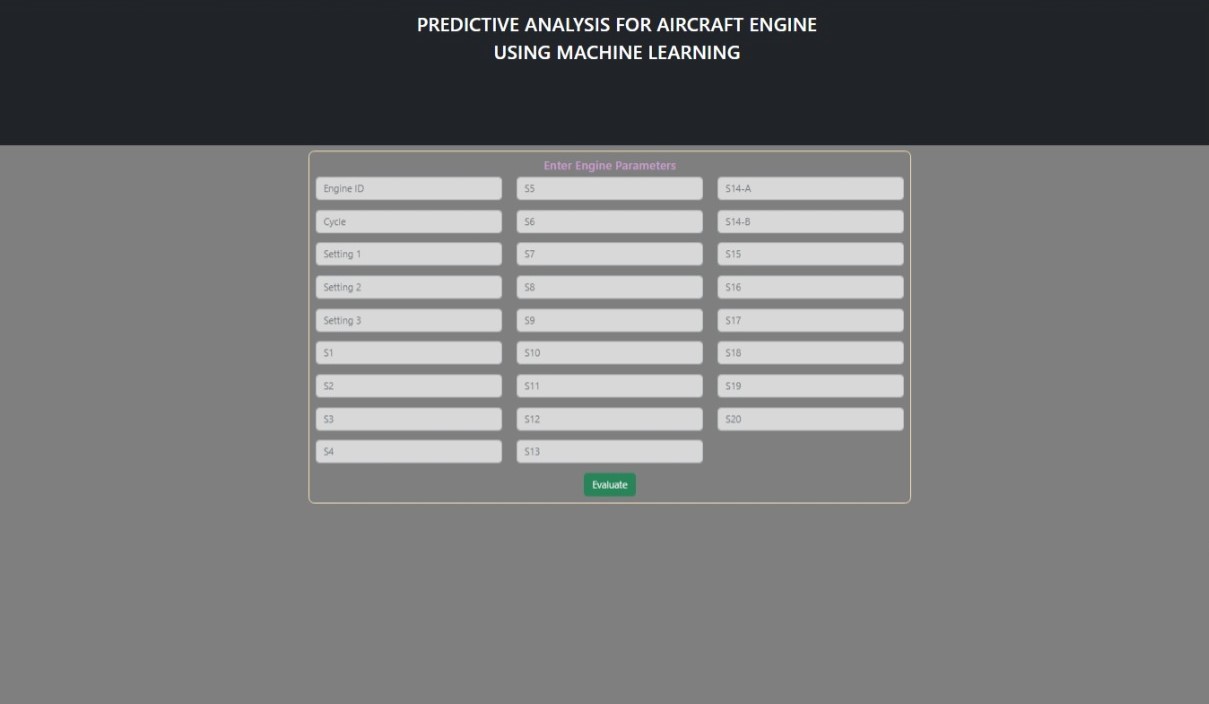 PREDICTIVE ANALYSIS FOR AIRCRAFT ENGINE
USING MACHINE LEARNING
Enter Engine Parameters
Engine ID
S5
S14-A
Cycle
S6
S14-B
Setting 1
S7
S15
Setting 2
S8
S16
Setting 3
S9
S17
S1
S10
S18
S2
S11
S19
S3
S12
S20
S4
S13
Evaluate